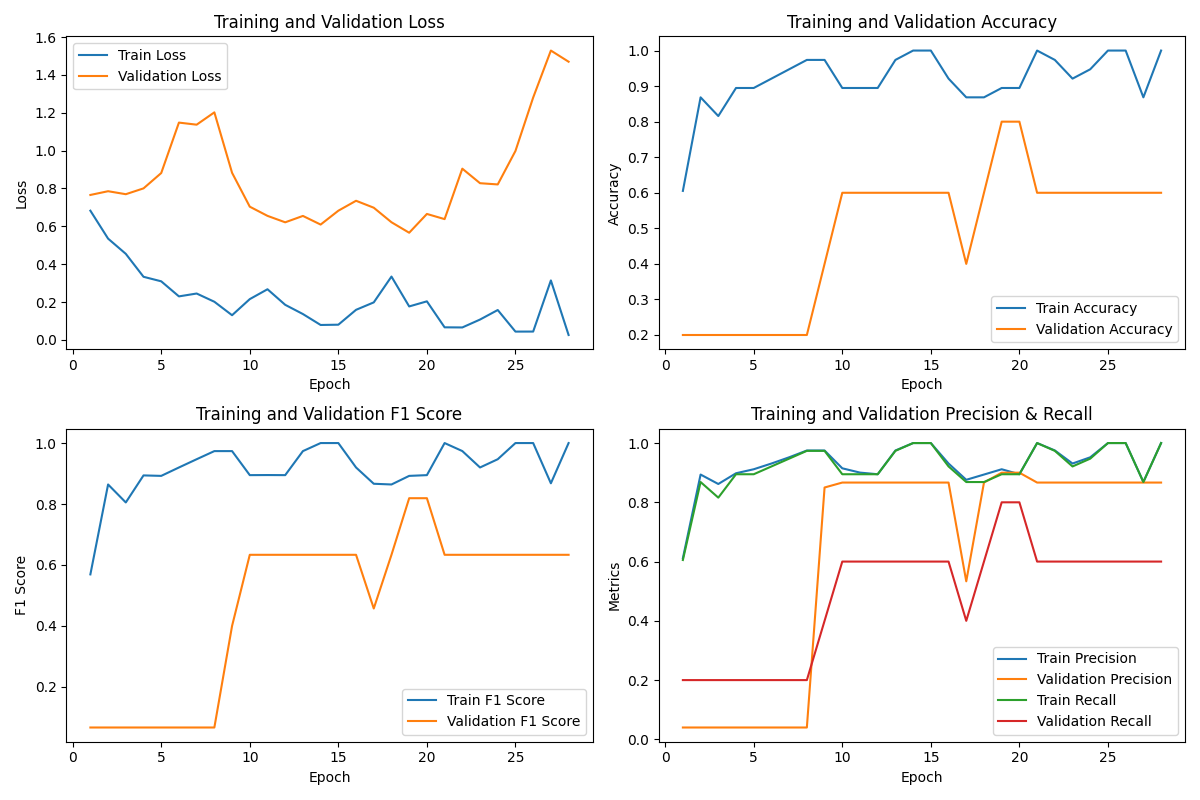 Training and Validation Loss
1.6
1.4
1.2
1.0
0.8
0.6
0.4
0.2
0.0
Loss
Train Loss
Validation Loss
0 5 10 15 20 25
Epoch
Training and Validation Accuracy
1.0
0.9
0.8
0.7
0.6
0.5
0.4
0.3
0.2
Accuracy
Train Accuracy
Validation Accuracy
0 5 10 15 20 25
Epoch
Training and Validation F1 Score
1.0
0.8
0.6
0.4
0.2
F1 Score
Train F1 Score
Validation F1 Score
0 5 10 15 20 25
Epoch
Training and Validation Precision & Recall
1.0
0.8
0.6
0.4
0.2
0.0
Metrics
Train Precision
Validation Precision
Train Recall
Validation Recall
0 5 10 15 20 25
Epoch